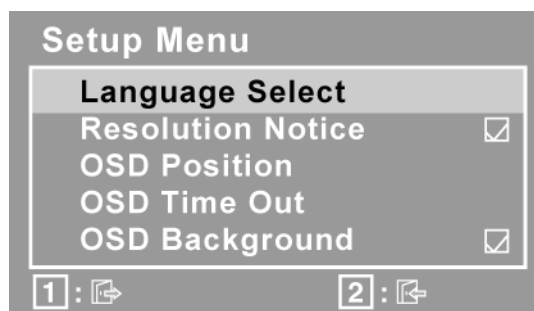 Setup Menu
Language Select
Resolution Notice
OSD Position
OSD Time Out
OSD Background
1 : 2 :